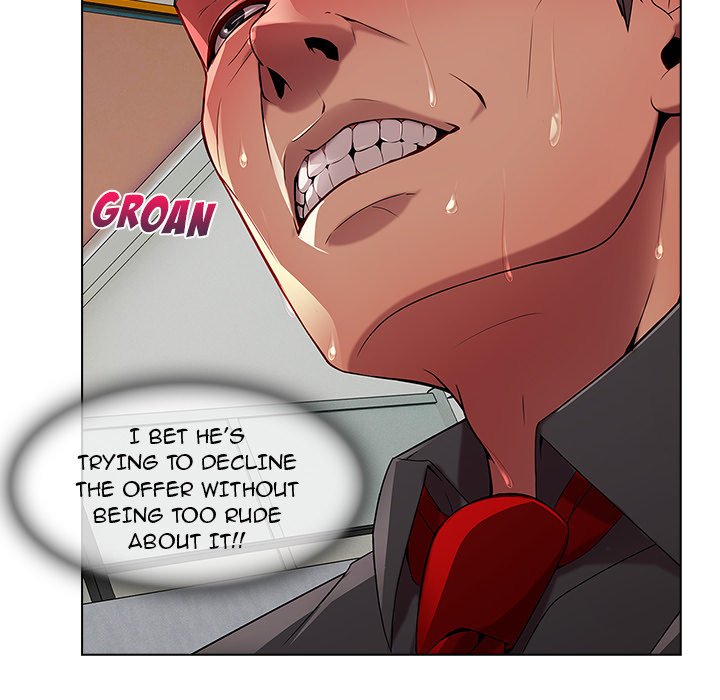 GROAN
I BET HE'S
TRYING TO DECLINE
THE OFFER WITHOUT
BEING TOO RUDE
ABOUT IT!!